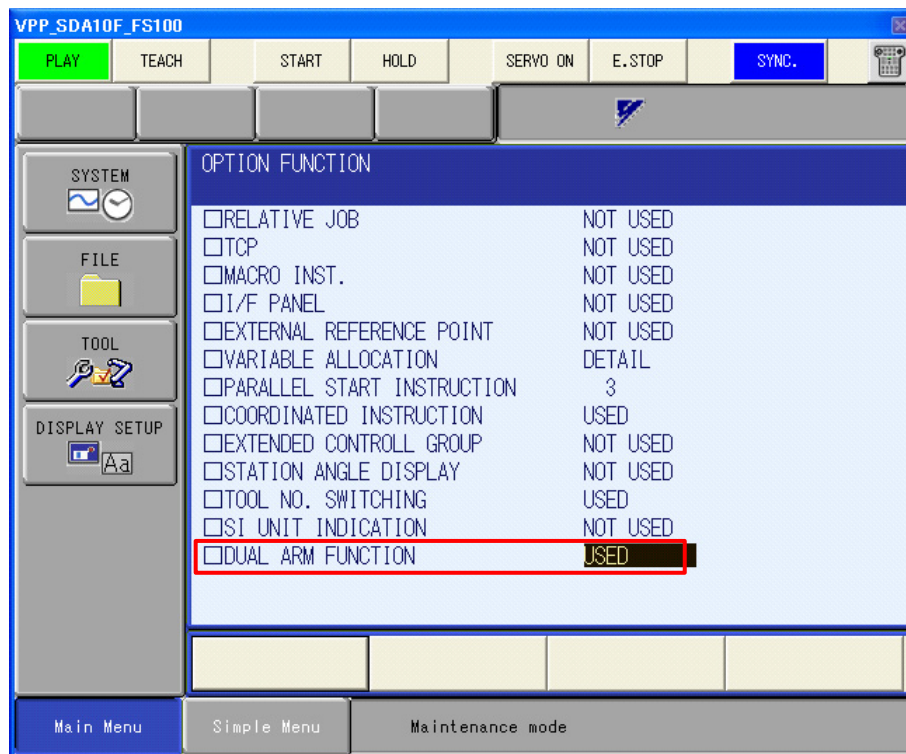 VPP_SDA10F_FS100
PLAY TEACH START HOLD SERVO ON E.STOP SYNC.
OPTION FUNCTION
SYSTEM
FILE
TOOL
DISPLAY SETUP
Aa
□RELATIVE JOB NOT USED
□TCP NOT USED
□MACRO INST. NOT USED
□I/F PANEL NOT USED
□EXTERNAL REFERENCE POINT NOT USED
□VARIABLE ALLOCATION DETAIL
□PARALLEL START INSTRUCTION 3
□COORDINATED INSTRUCTION USED
□EXTENDED CONTROLL GROUP NOT USED
□STATION ANGLE DISPLAY NOT USED
□TOOL NO. SWITCHING USED
□SI UNIT INDICATION NOT USED
□DUAL ARM FUNCTION USED
Main Menu Simple Menu Maintenance mode